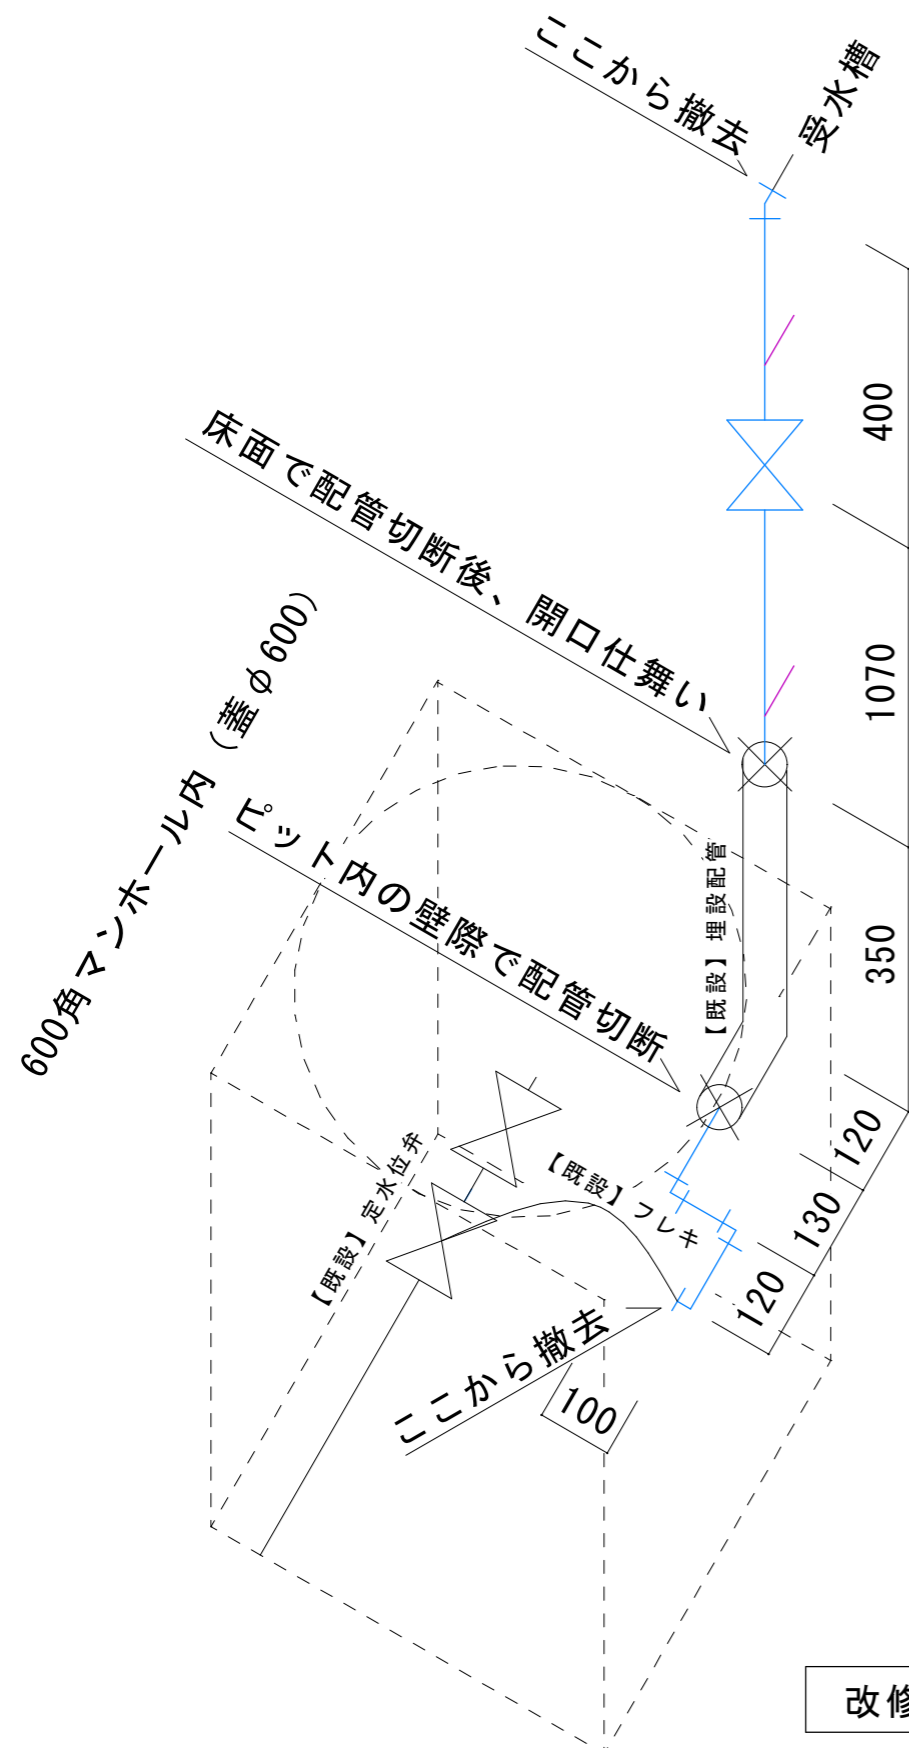 ここから撤去
受水槽
400
床面で配管切断後、開口仕舞い
1070
600角マンホール内（蓋φ600）
ピット内の壁際で配管切断
【既設】埋設配管
350
【既設】定水位弁
【既設】フレキ
120
130
120
ここから撤去
100
改修